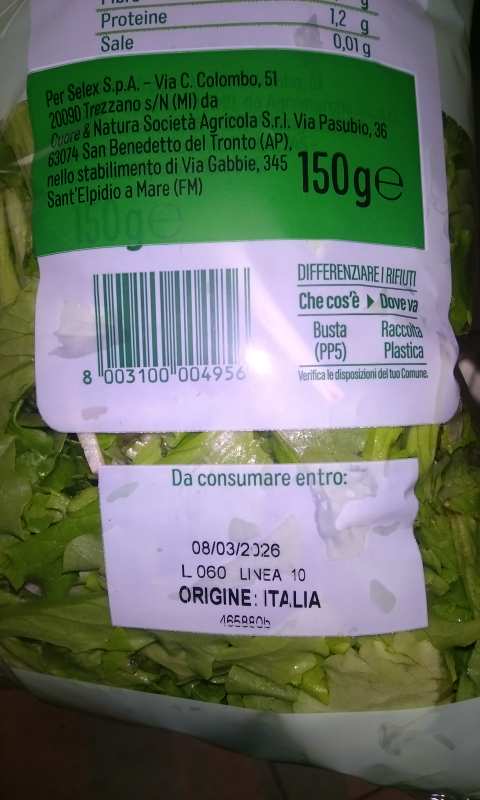 Proteine 1,2 g
Sale 0,01 g
Per Selex S.p.A. - Via C. Colombo, 51
20090 Trezzano s/N (MI) da
Cuore & Natura Società Agricola S.r.l. Via Pasubio, 36
63074 San Benedetto del Tronto (AP),
nello stabilimento di Via Gabbie, 345
Sant'Elpidio a Mare (FM)
150 g e
DIFFERENZIARE I RIFIUTI
Che cos'è ▶ Dove va
Busta Raccolta
(PP5) Plastica
Verifica le disposizioni del tuo Comune.
8 003100 004956
Da consumare entro:
08/03/2026
L 060 LINEA 10
ORIGINE: ITALIA